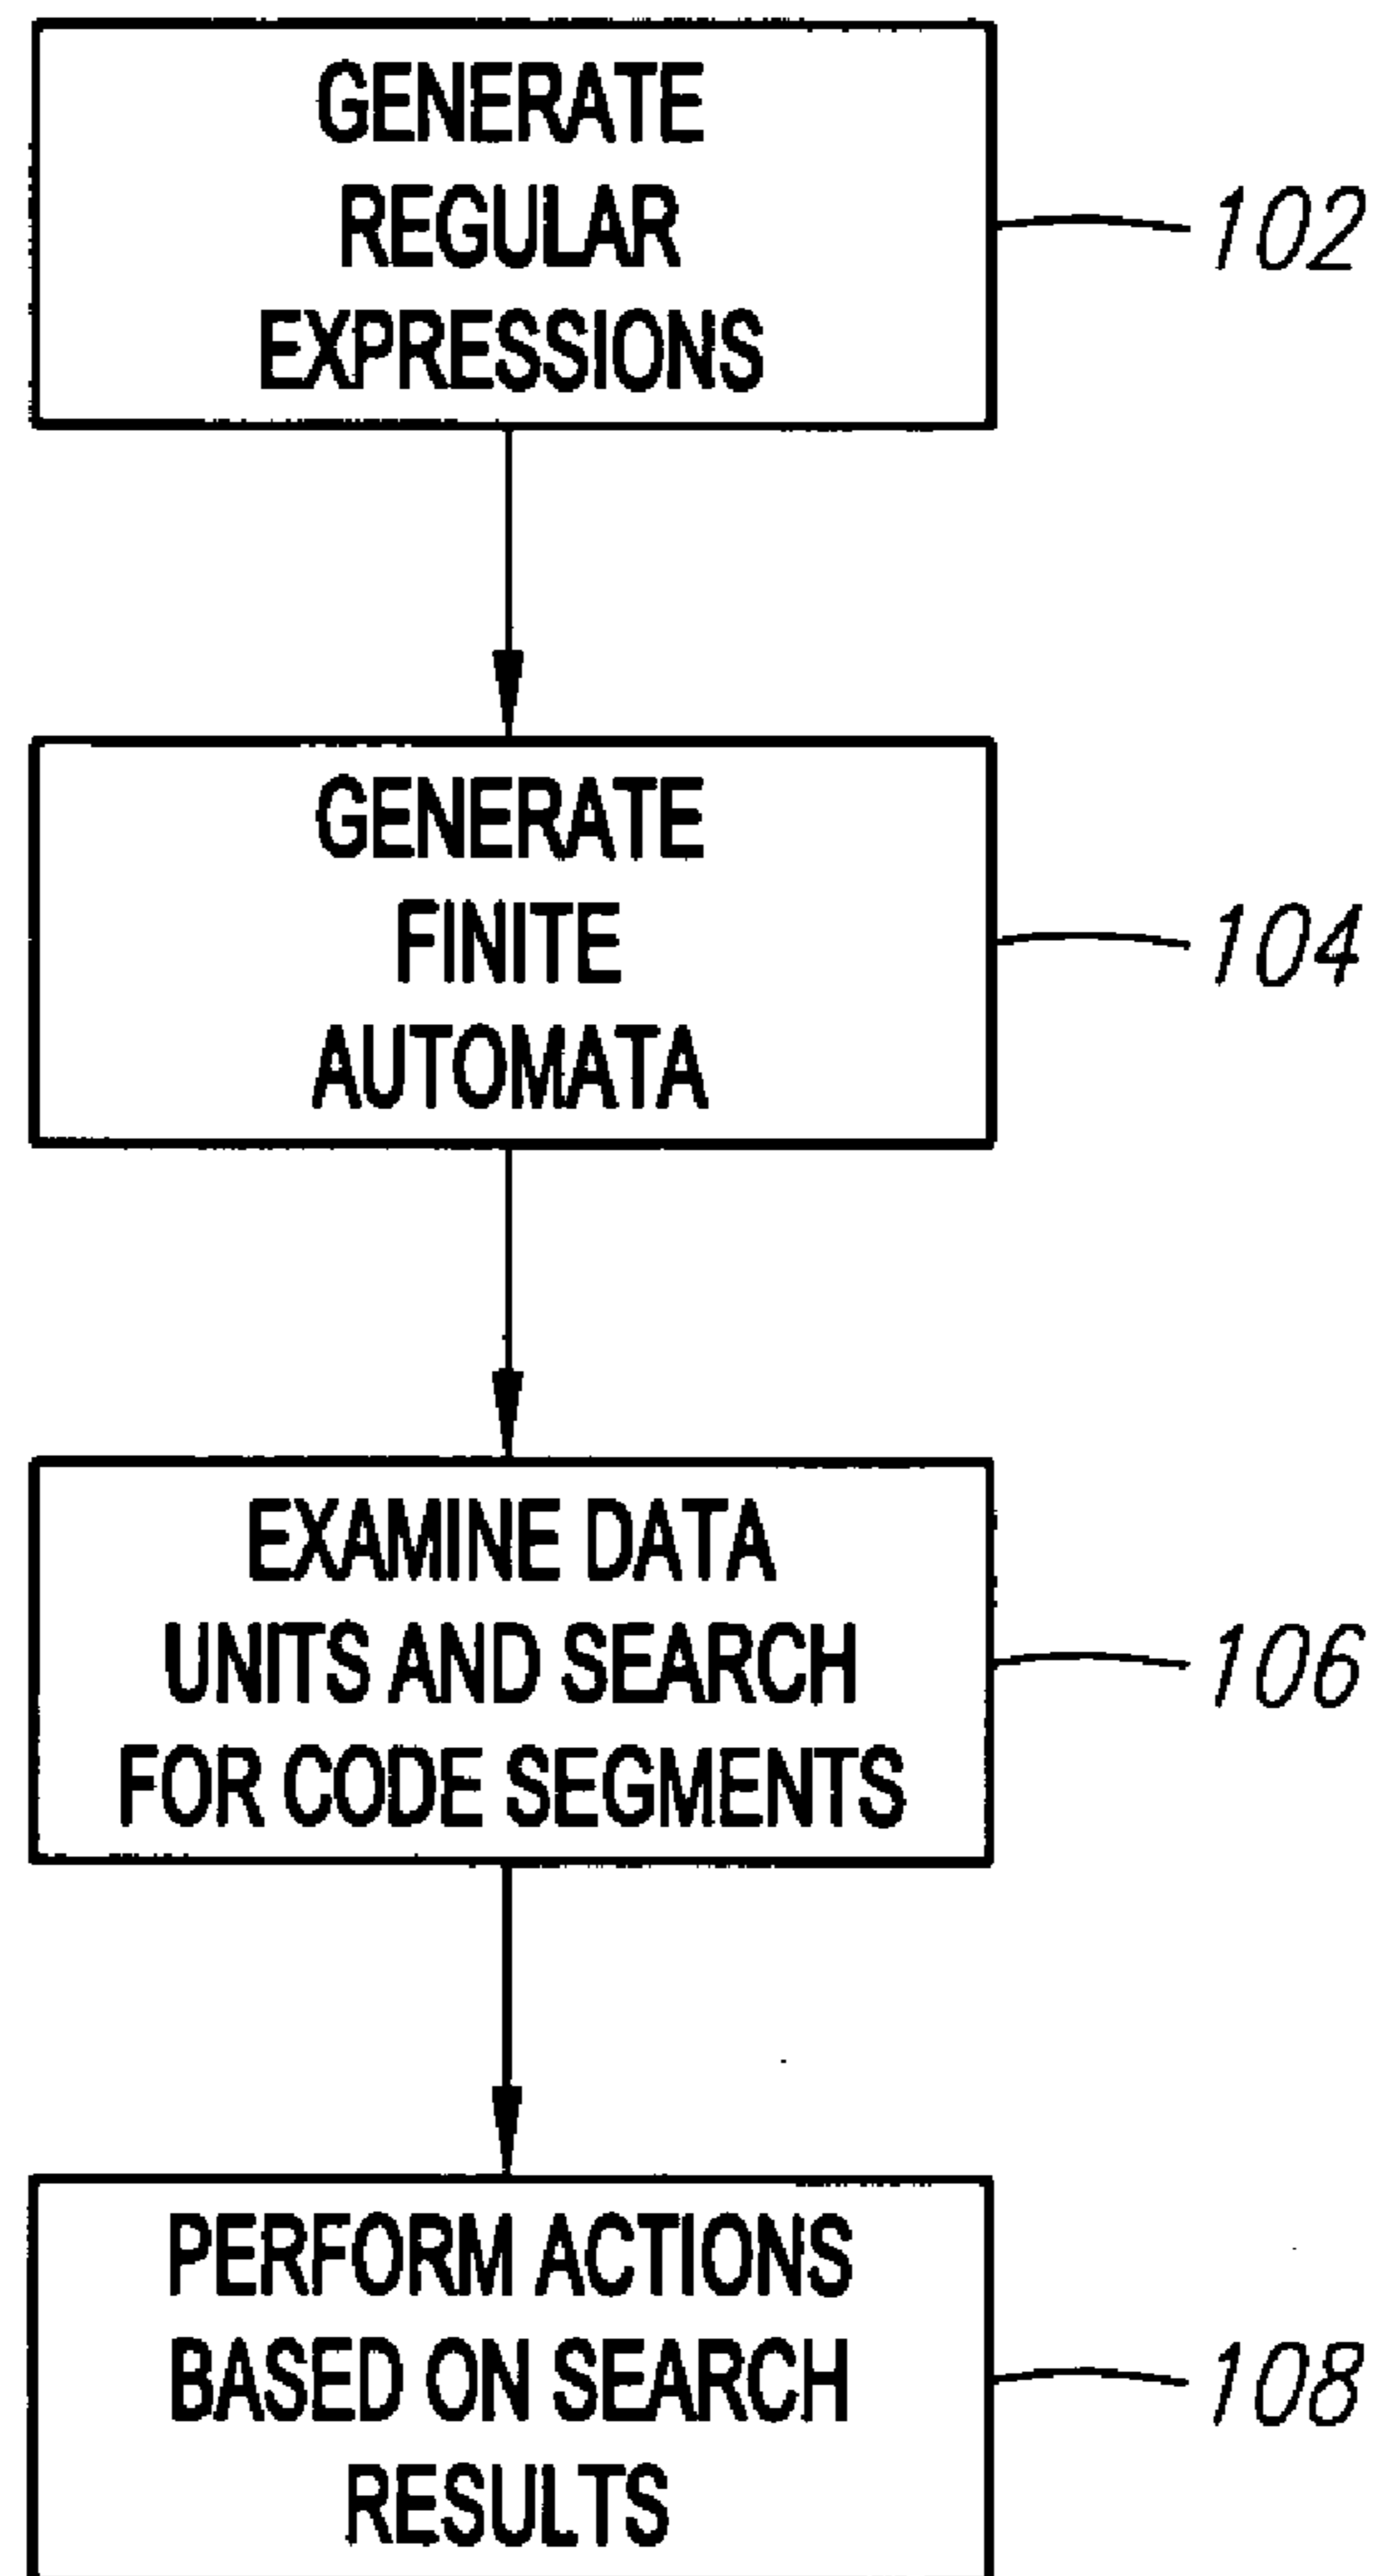 GENERATE
REGULAR
EXPRESSIONS
102
GENERATE
FINITE
AUTOMATA
104
EXAMINE DATA
UNITS AND SEARCH
FOR CODE SEGMENTS
106
PERFORM ACTIONS
BASED ON SEARCH
RESULTS
108